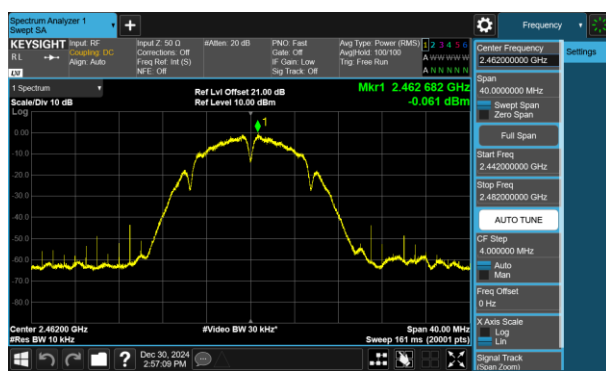 Spectrum Analyzer 1
Swept SA
Frequency
KEYSIGHT
RL
LXI
Input: RF
Coupling: DC
Align: Auto
Input Z: 50 Ω
Corrections: Off
Freq Ref: Int (S)
NFE: Off
#Atten: 20 dB
PNO: Fast
Gate: Off
IF Gain: Low
Sig Track: Off
Avg Type: Power (RMS)
Avg|Hold: 100/100
Trig: Free Run
1 2 3 4 5 6
A W W W W W
A N N N N N
1 Spectrum
Scale/Div 10 dB
Ref Lvl Offset 21.00 dB
Ref Level 10.00 dBm
Mkr1 2.462 682 GHz
-0.061 dBm
Log
1
0.00
-10.0
-20.0
-30.0
-40.0
-50.0
-60.0
-70.0
-80.0
Center 2.46200 GHz
#Res BW 10 kHz
#Video BW 30 kHz*
Span 40.00 MHz
Sweep 161 ms (20001 pts)
Center Frequency
2.462000000 GHz
Settings
Span
40.0000000 MHz
Swept Span
Zero Span
Full Span
Start Freq
2.442000000 GHz
Stop Freq
2.482000000 GHz
AUTO TUNE
CF Step
4.000000 MHz
Auto
Man
Freq Offset
0 Hz
X Axis Scale
Log
Lin
Signal Track
(Span Zoom)
?
Dec 30, 2024
2:57:09 PM